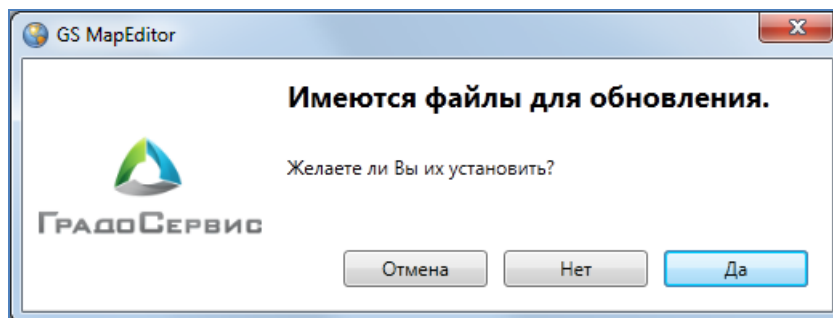 GS MapEditor
Имеются файлы для обновления.
Желаете ли Вы их установить?
ГрадоСервис
Отмена
Нет
Да